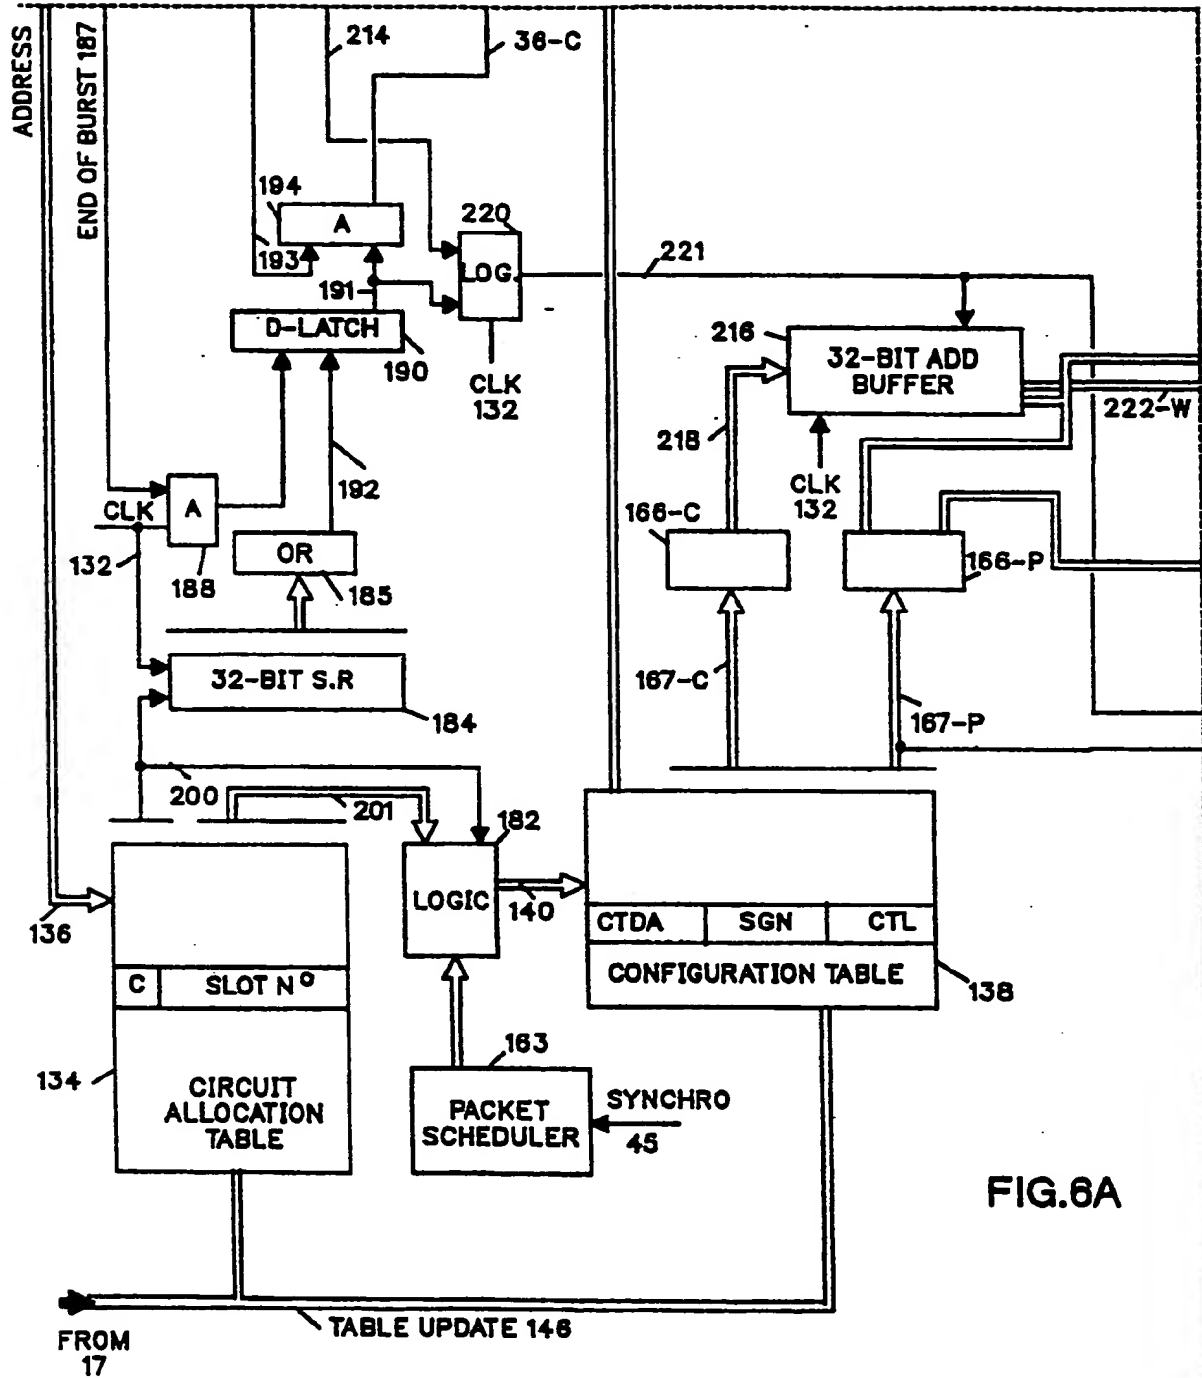 ADDRESS
END OF BURST 187
214
36-C
194
A
193
220
LOG.
221
191
D-LATCH
190
CLK
132
216
32-BIT ADD
BUFFER
222-W
218
CLK
132
192
CLK
A
132
188
OR
185
166-C
166-P
32-BIT S.R
184
167-C
167-P
200
201
182
LOGIC
140
136
C
SLOT Nº
CTDA
SGN
CTL
CONFIGURATION TABLE
138
134
CIRCUIT
ALLOCATION
TABLE
163
PACKET
SCHEDULER
SYNCHRO
45
FIG.6A
TABLE UPDATE 146
FROM
17